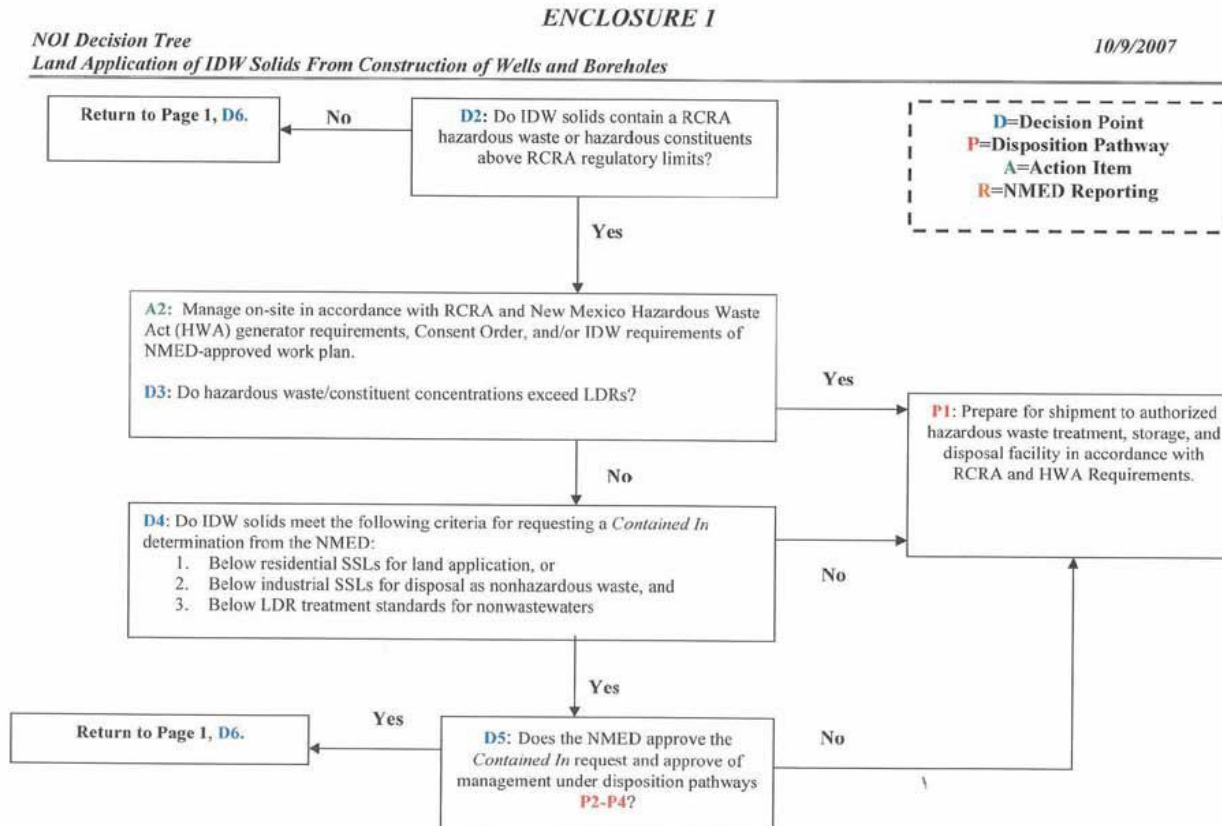 ENCLOSURE 1
NOI Decision Tree
10/9/2007
Land Application of IDW Solids From Construction of Wells and Boreholes
Return to Page 1, D6.
No
D2: Do IDW solids contain a RCRA
hazardous waste or hazardous constituents
above RCRA regulatory limits?
D=Decision Point
P=Disposition Pathway
A=Action Item
R=NMED Reporting
Yes
A2: Manage on-site in accordance with RCRA and New Mexico Hazardous Waste
Act (HWA) generator requirements, Consent Order, and/or IDW requirements of
NMED-approved work plan.
D3: Do hazardous waste/constituent concentrations exceed LDRs?
Yes
P1: Prepare for shipment to authorized
hazardous waste treatment, storage, and
disposal facility in accordance with
RCRA and HWA Requirements.
No
D4: Do IDW solids meet the following criteria for requesting a Contained In
determination from the NMED:
1. Below residential SSLs for land application, or
2. Below industrial SSLs for disposal as nonhazardous waste, and
3. Below LDR treatment standards for nonwastewaters
No
Yes
Return to Page 1, D6.
Yes
D5: Does the NMED approve the
Contained In request and approve of
management under disposition pathways
P2-P4?
No